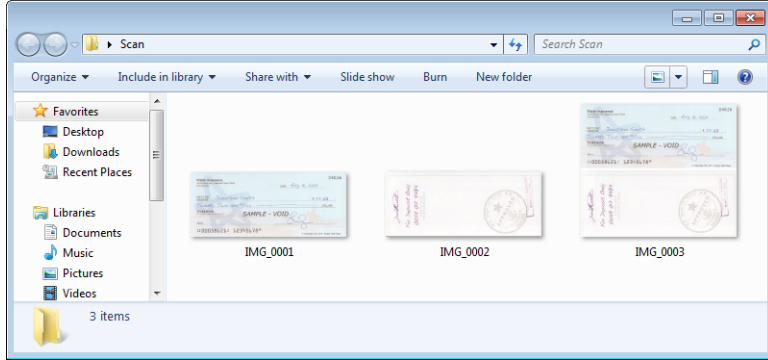 Scan
Search Scan
Organize
Include in library
Share with
Slide show
Burn
New folder
Favorites
Desktop
Downloads
Recent Places
Libraries
Documents
Music
Pictures
Videos
SAMPLE - VOID
IMG_0001
IMG_0002
04026
SAMPLE - VOID
IMG_0003
3 items